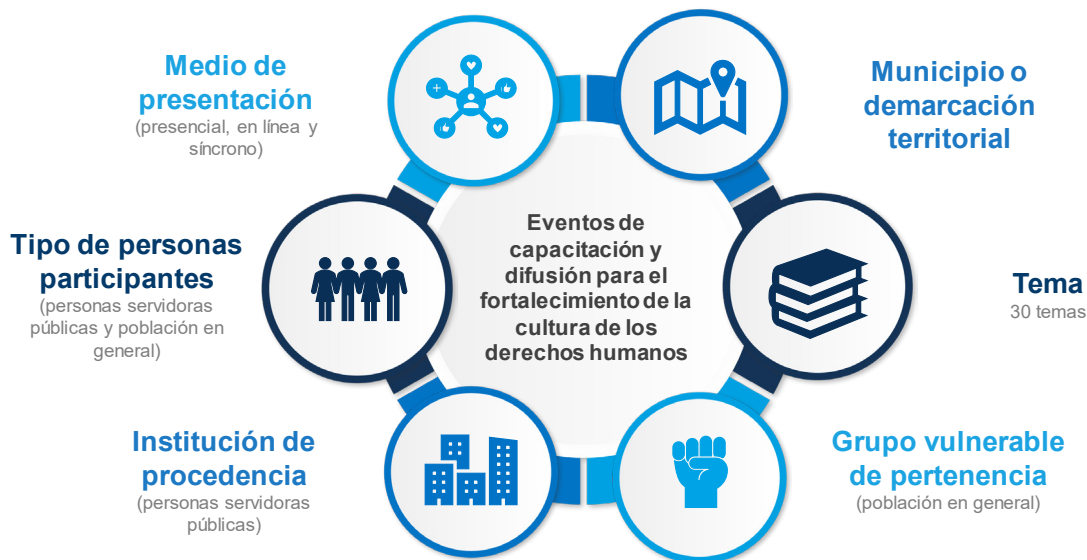 Medio de
presentación
(presencial, en línea y
síncrono)
Municipio o
demarcación
territorial
Tipo de personas
participantes
(personas servidoras
públicas y población en
general)
Eventos de
capacitación y
difusión para el
fortalecimiento de la
cultura de los
derechos humanos
Tema
30 temas
Institución de
procedencia
(personas servidoras
públicas)
Grupo vulnerable
de pertenencia
(población en general)